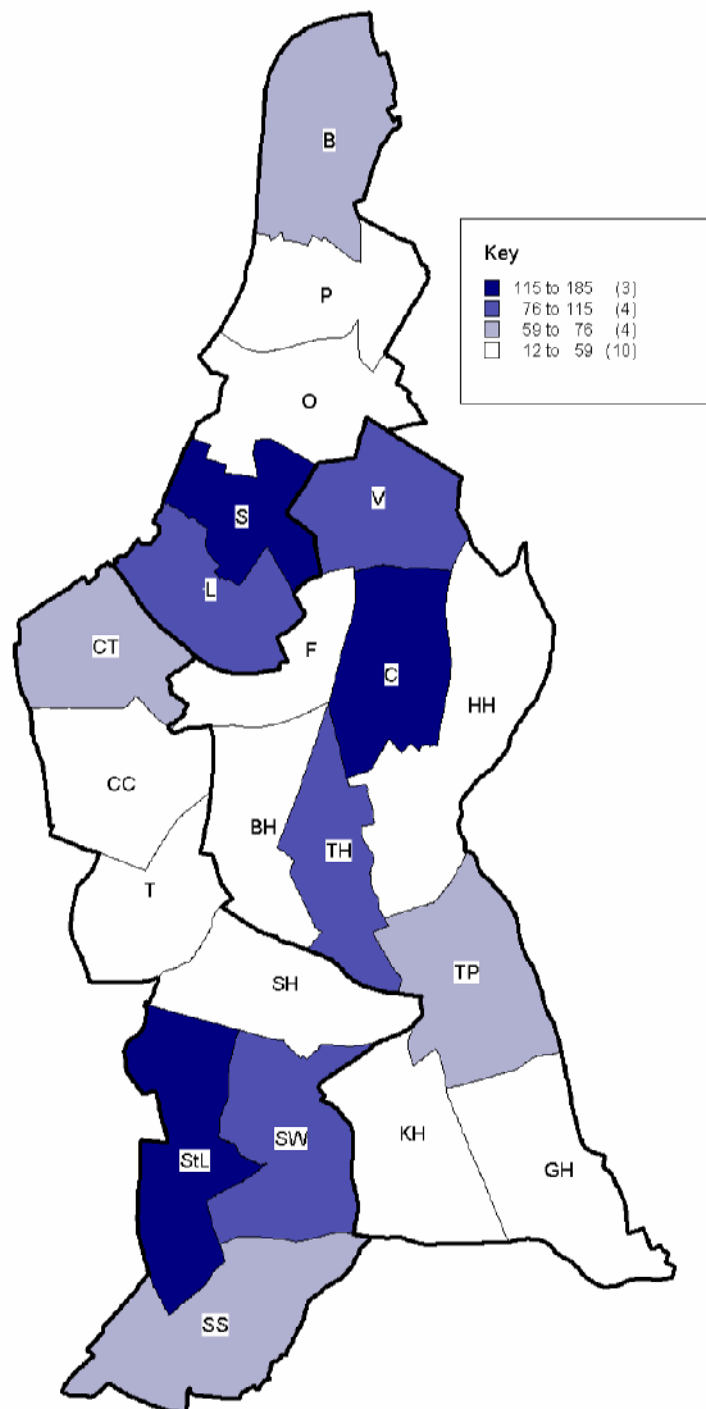 B
Key
115 to 185 (3)
76 to 115 (4)
59 to 76 (4)
12 to 59 (10)
P
O
V
S
L
CT
F
C
HH
CC
BH
TH
T
TP
SH
KH
SW
StL
GH
SS